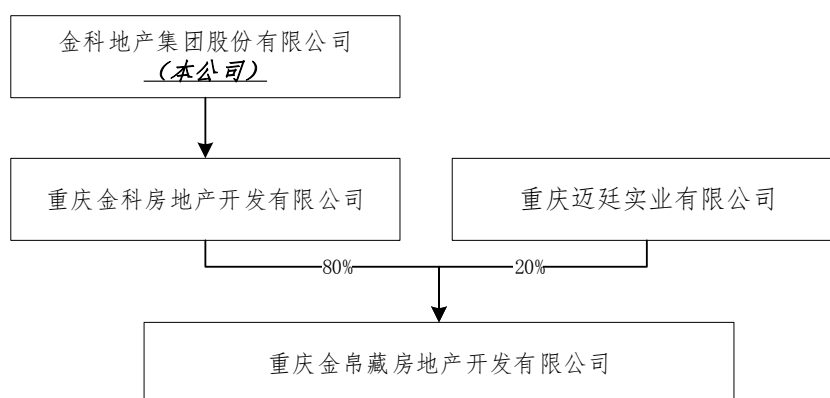 金科地产集团股份有限公司
（本公司）
重庆金科房地产开发有限公司
重庆迈廷实业有限公司
80%
20%
重庆金帛藏房地产开发有限公司